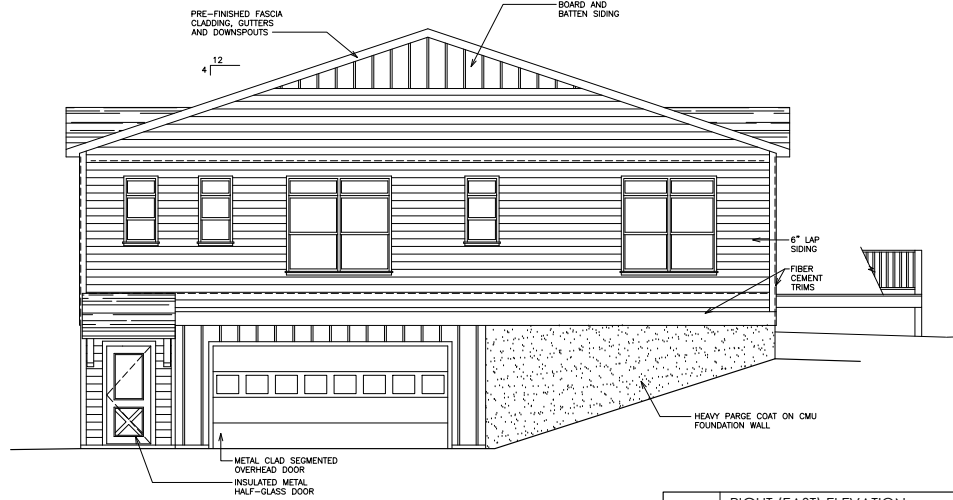 PRE-FINISHED FASCIA
CLADDING, GUTTERS
AND DOWNSPOUTS
BOARD AND
BATTEN SIDING
12
4
6" LAP
SIDING
FIBER
CEMENT
TRIMS
HEAVY PARGE COAT ON CMU
FOUNDATION WALL
METAL CLAD SEGMENTED
OVERHEAD DOOR
INSULATED METAL
HALF-GLASS DOOR
RIGHT (EAST) ELEVATION